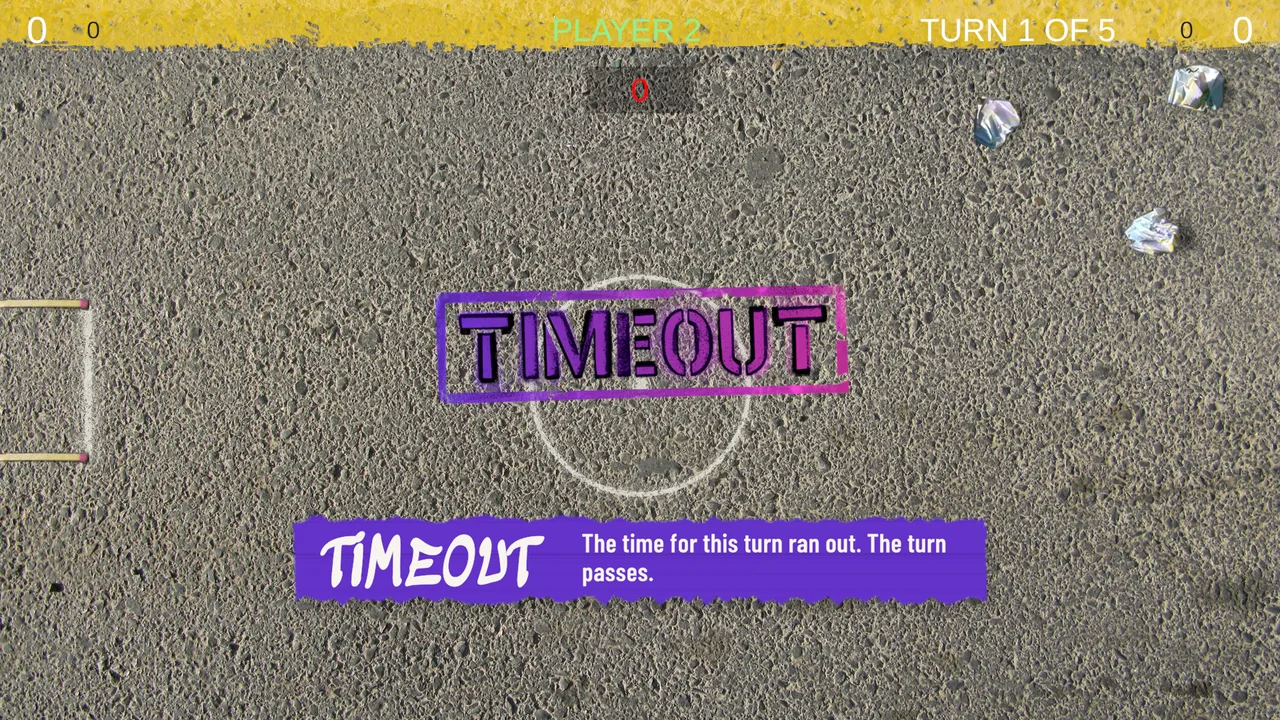 0 0 PLAYER 2 TURN 1 OF 5 0 0
0
TIMEOUT
TIMEOUT
The time for this turn ran out. The turn
passes.